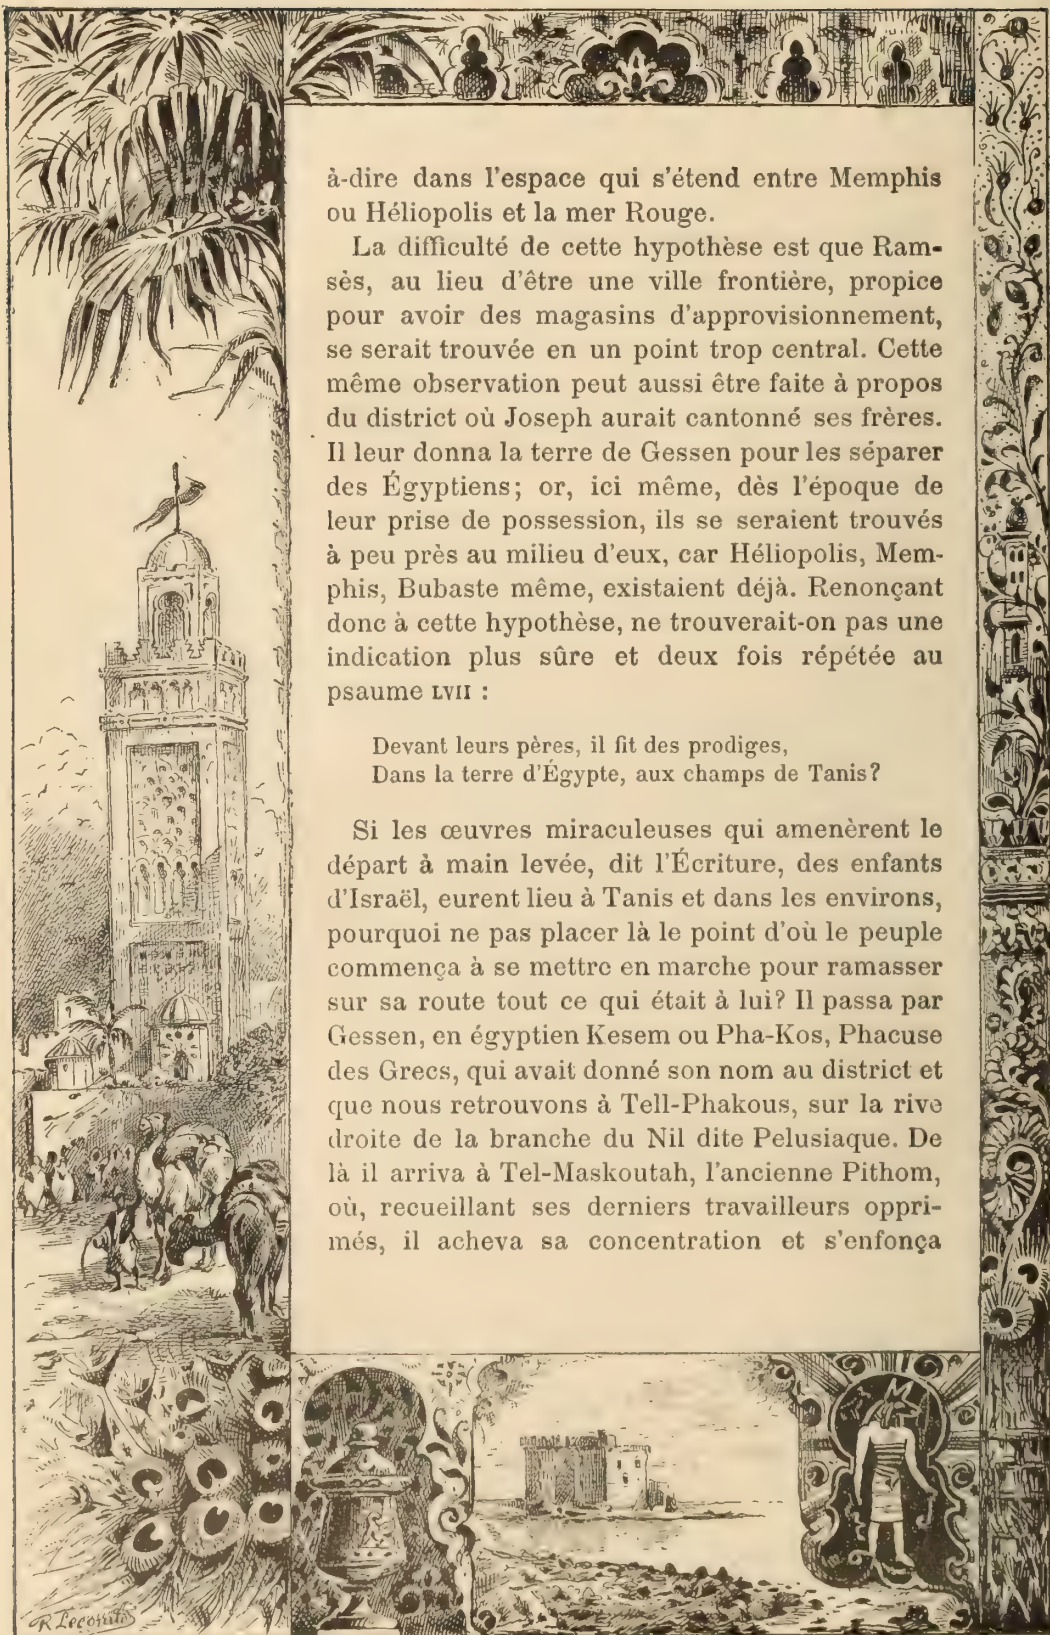 à-dire dans l'espace qui s'étend entre Memphis
ou Héliopolis et la mer Rouge.
La difficulté de cette hypothèse est que Ram-
sès, au lieu d'être une ville frontière, propice
pour avoir des magasins d'approvisionnement,
se serait trouvée en un point trop central. Cette
même observation peut aussi être faite à propos
du district où Joseph aurait cantonné ses frères.
Il leur donna la terre de Gessen pour les séparer
des Égyptiens; or, ici même, dès l'époque de
leur prise de possession, ils se seraient trouvés
à peu près au milieu d'eux, car Héliopolis, Mem-
phis, Bubaste même, existaient déjà. Renonçant
donc à cette hypothèse, ne trouverait-on pas une
indication plus sûre et deux fois répétée au
psaume LVII :
Devant leurs pères, il fit des prodiges,
Dans la terre d'Égypte, aux champs de Tanis?
Si les œuvres miraculeuses qui amenèrent le
départ à main levée, dit l'Écriture, des enfants
d'Israël, eurent lieu à Tanis et dans les environs,
pourquoi ne pas placer là le point d'où le peuple
commença à se mettre en marche pour ramasser
sur sa route tout ce qui était à lui? Il passa par
Gessen, en égyptien Kesem ou Pha-Kos, Phacuse
des Grecs, qui avait donné son nom au district et
que nous retrouvons à Tell-Phakous, sur la rive
droite de la branche du Nil dite Pelusiaque. De
là il arriva à Tel-Maskoutah, l'ancienne Pithom,
où, recueillant ses derniers travailleurs oppri-
més, il acheva sa concentration et s'enfonça